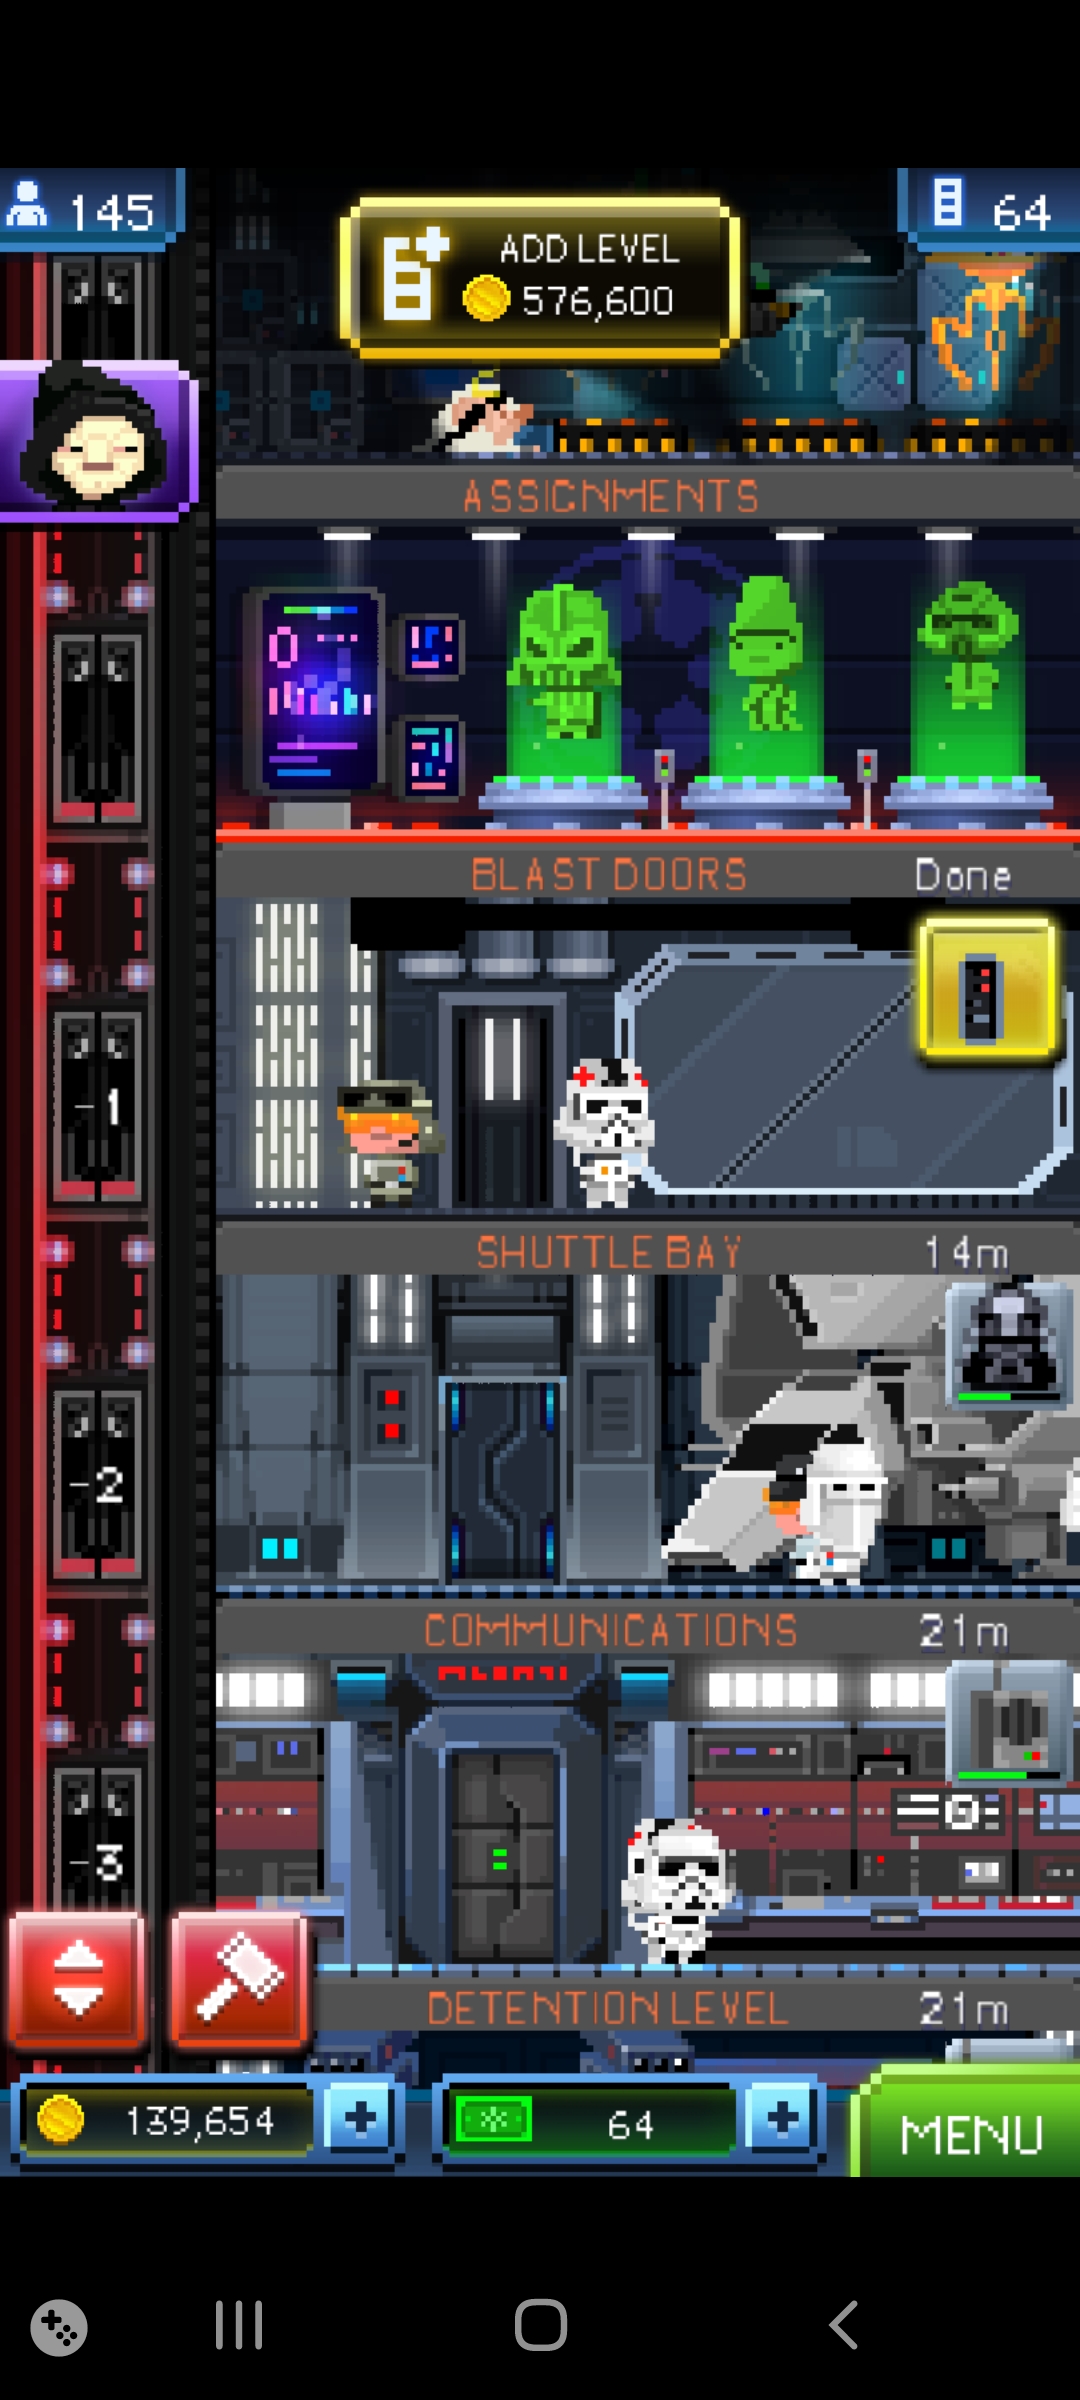 145
ADD LEVEL
576,600
64
ASSIGNMENTS
BLAST DOORS
Done
-1
SHUTTLE BAY
14m
-2
COMMUNICATIONS
21m
-3
DETENTION LEVEL
21m
139,654
64
MENU